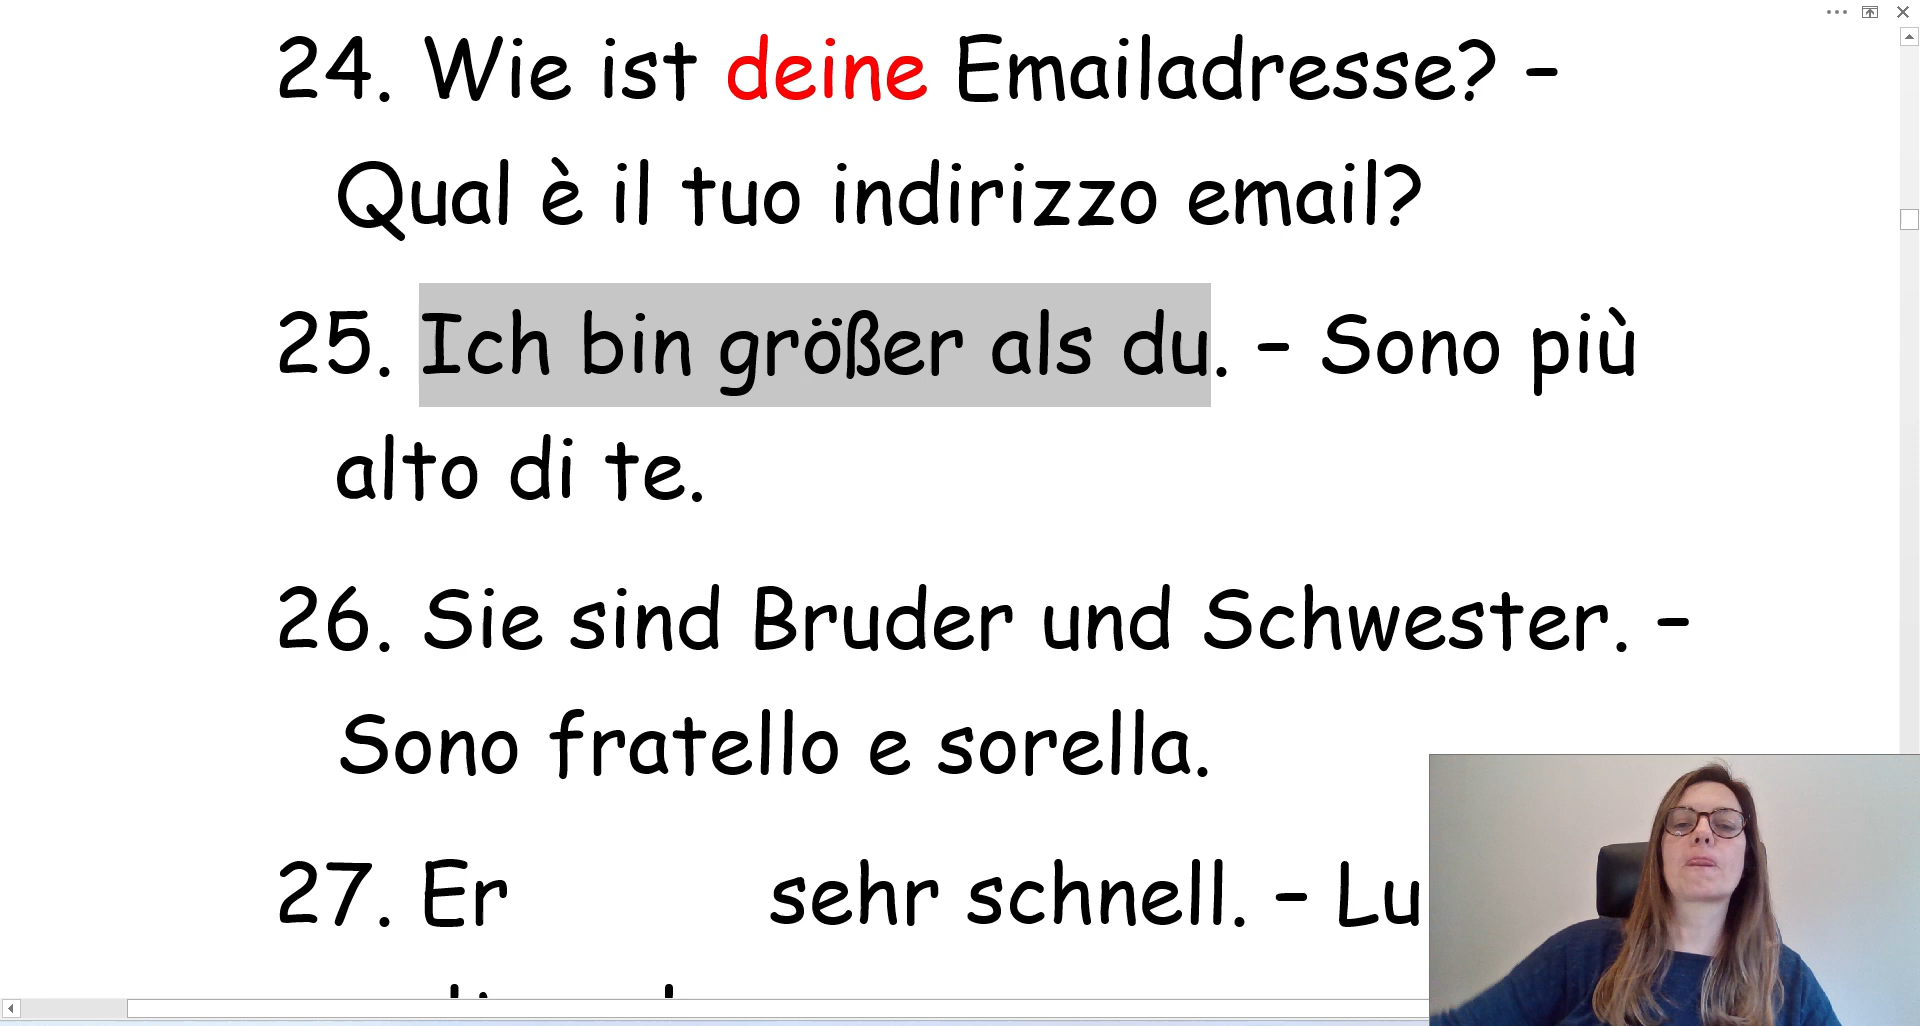 24. Wie ist deine Emailadresse? –
Qual è il tuo indirizzo email?
25. Ich bin größer als du. – Sono più
alto di te.
26. Sie sind Bruder und Schwester. –
Sono fratello e sorella.
27. Er sehr schnell. – Lu